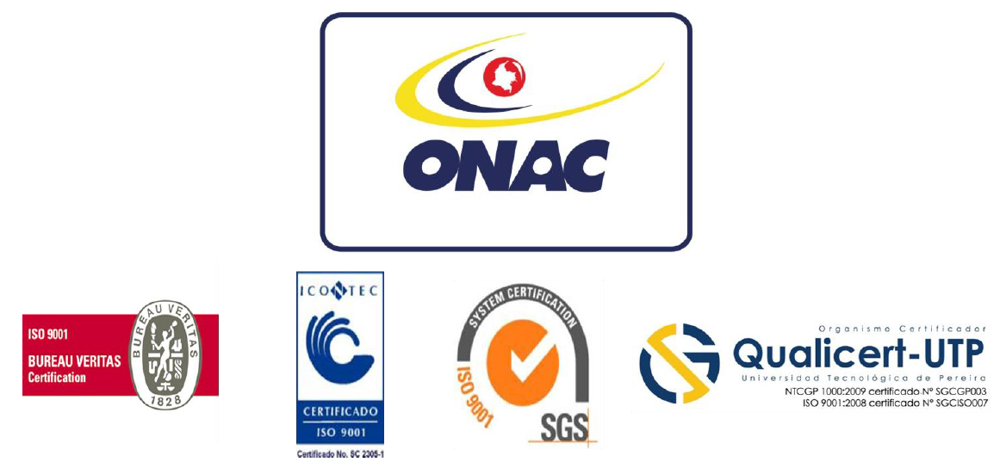 ONAC
ISO 9001
BUREAU VERITAS
Certification
BUREAU VERITAS
1828
ICONTEC
CERTIFICADO
ISO 9001
Certificado No. SC 2305-1
SYSTEM CERTIFICATION
ISO 9001
SGS
Organismo Certificador
Qualicert-UTP
Universidad Tecnológica de Pereira
NTCGP 1000:2009 certificado Nº SGCGP003
ISO 9001:2008 certificado Nº SGCISO007